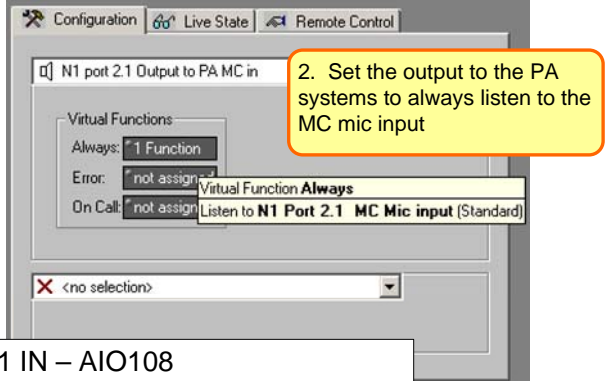 Configuration Live State Remote Control
N1 port 2.1 Output to PA MC in
2. Set the output to the PA
systems to always listen to the
MC mic input
Virtual Functions
Always: 1 Function
Error: not assigned
Virtual Function Always
On Call: not assign
Listen to N1 Port 2.1 MC Mic input (Standard)
<no selection>
1 IN – AIO108